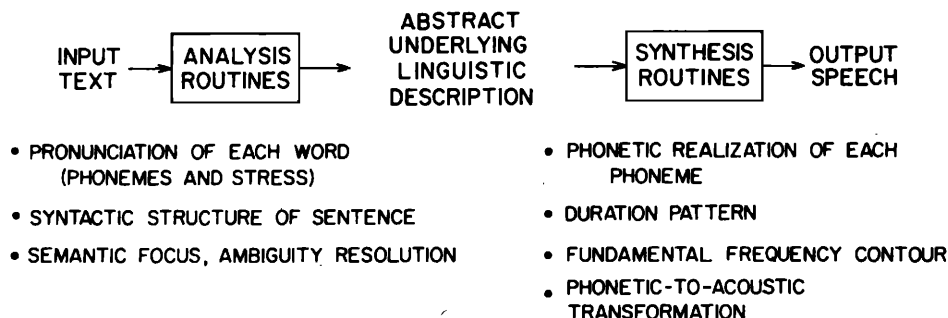 INPUT
TEXT
ANALYSIS
ROUTINES
ABSTRACT
UNDERLYING
LINGUISTIC
DESCRIPTION
SYNTHESIS
ROUTINES
OUTPUT
SPEECH
• PRONUNCIATION OF EACH WORD
(PHONEMES AND STRESS)
• SYNTACTIC STRUCTURE OF SENTENCE
• SEMANTIC FOCUS, AMBIGUITY RESOLUTION
• PHONETIC REALIZATION OF EACH
PHONEME
• DURATION PATTERN
• FUNDAMENTAL FREQUENCY CONTOUR
• PHONETIC-TO-ACOUSTIC
TRANSFORMATION